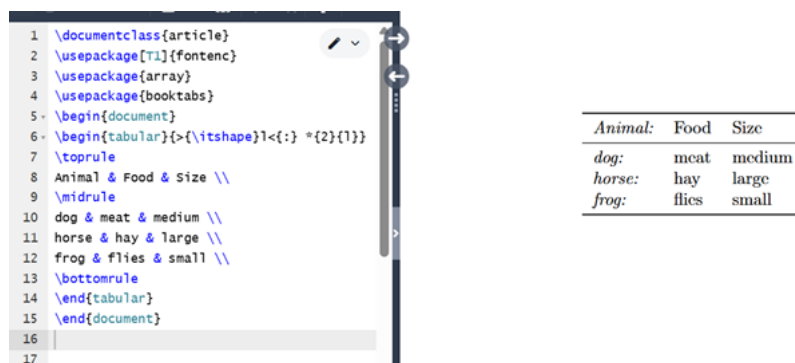 1 \documentclass{article}
2 \usepackage[T1]{fontenc}
3 \usepackage{array}
4 \usepackage{booktabs}
5 \begin{document}
6 \begin{tabular}{>{\itshape}l<{:} *{2}{l}}
7 \toprule
8 Animal & Food & Size \\
9 \midrule
10 dog & meat & medium \\
11 horse & hay & large \\
12 frog & flies & small \\
13 \bottomrule
14 \end{tabular}
15 \end{document}
16
17
Animal: Food Size
dog: meat medium
horse: hay large
frog: flies small